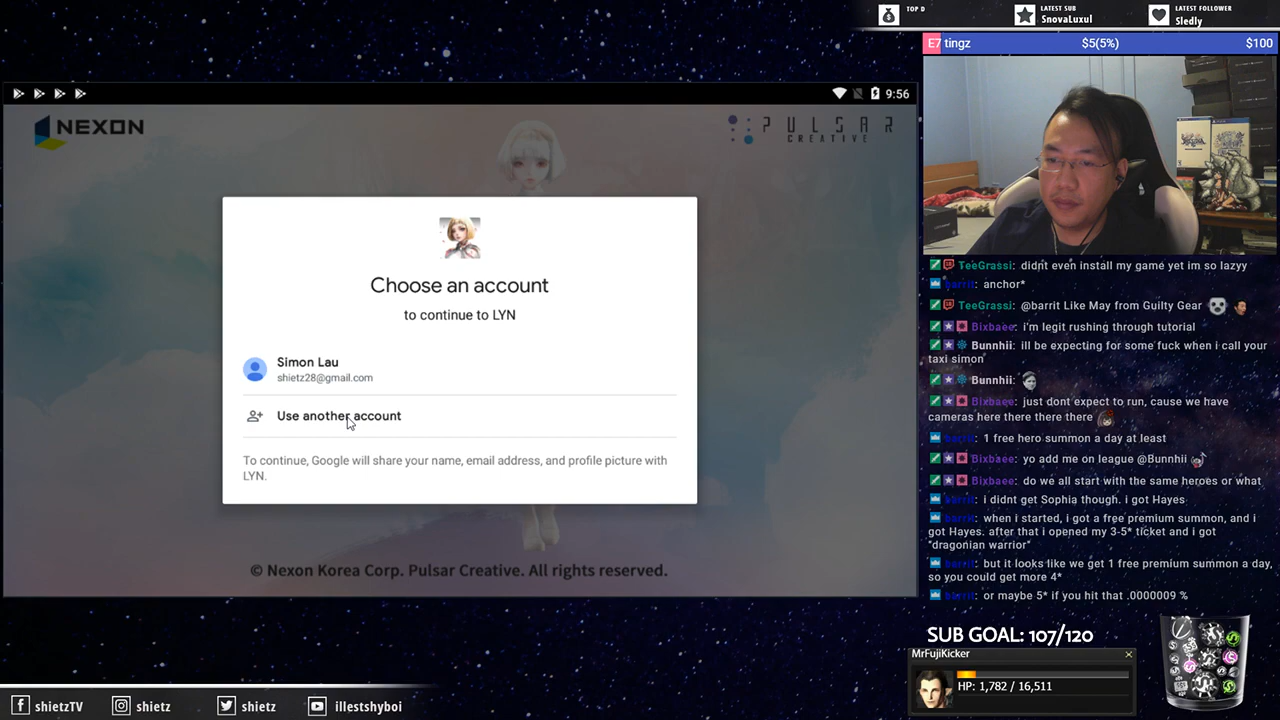 TOP D
LATEST SUB
SnovaLuxul
LATEST FOLLOWER
Sledly
E7 tingz
$5(5%)
$100
9:56
NEXON
PULSAR
CREATIVE
Choose an account
to continue to LYN
Simon Lau
shietz28@gmail.com
Use another account
To continue, Google will share your name, email address, and profile picture with
LYN.
© Nexon Korea Corp. Pulsar Creative. All rights reserved.
TeeGrassi: didnt even install my game yet im so lazyy
barrit: anchor*
TeeGrassi: @barrit Like May from Guilty Gear
Bixbaee: i'm legit rushing through tutorial
Bunnhii: ill be expecting for some fuck when i call your
taxi simon
Bunnhii:
Bixbaee: just dont expect to run, cause we have
cameras here there there there
barrit: 1 free hero summon a day at least
Bixbaee: yo add me on league @Bunnhii
Bixbaee: do we all start with the same heroes or what
barrit: i didnt get Sophia though. i got Hayes
barrit: when i started, i got a free premium summon, and i
got Hayes. after that i opened my 3-5* ticket and i got
"dragonian warrior"
barrit: but it looks like we get 1 free premium summon a day,
so you could get more 4*
barrit: or maybe 5* if you hit that .0000009 %
SUB GOAL: 107/120
MrFujiKicker
HP: 1,782 / 16,511
shietzTV
shietz
shietz
illestshyboi